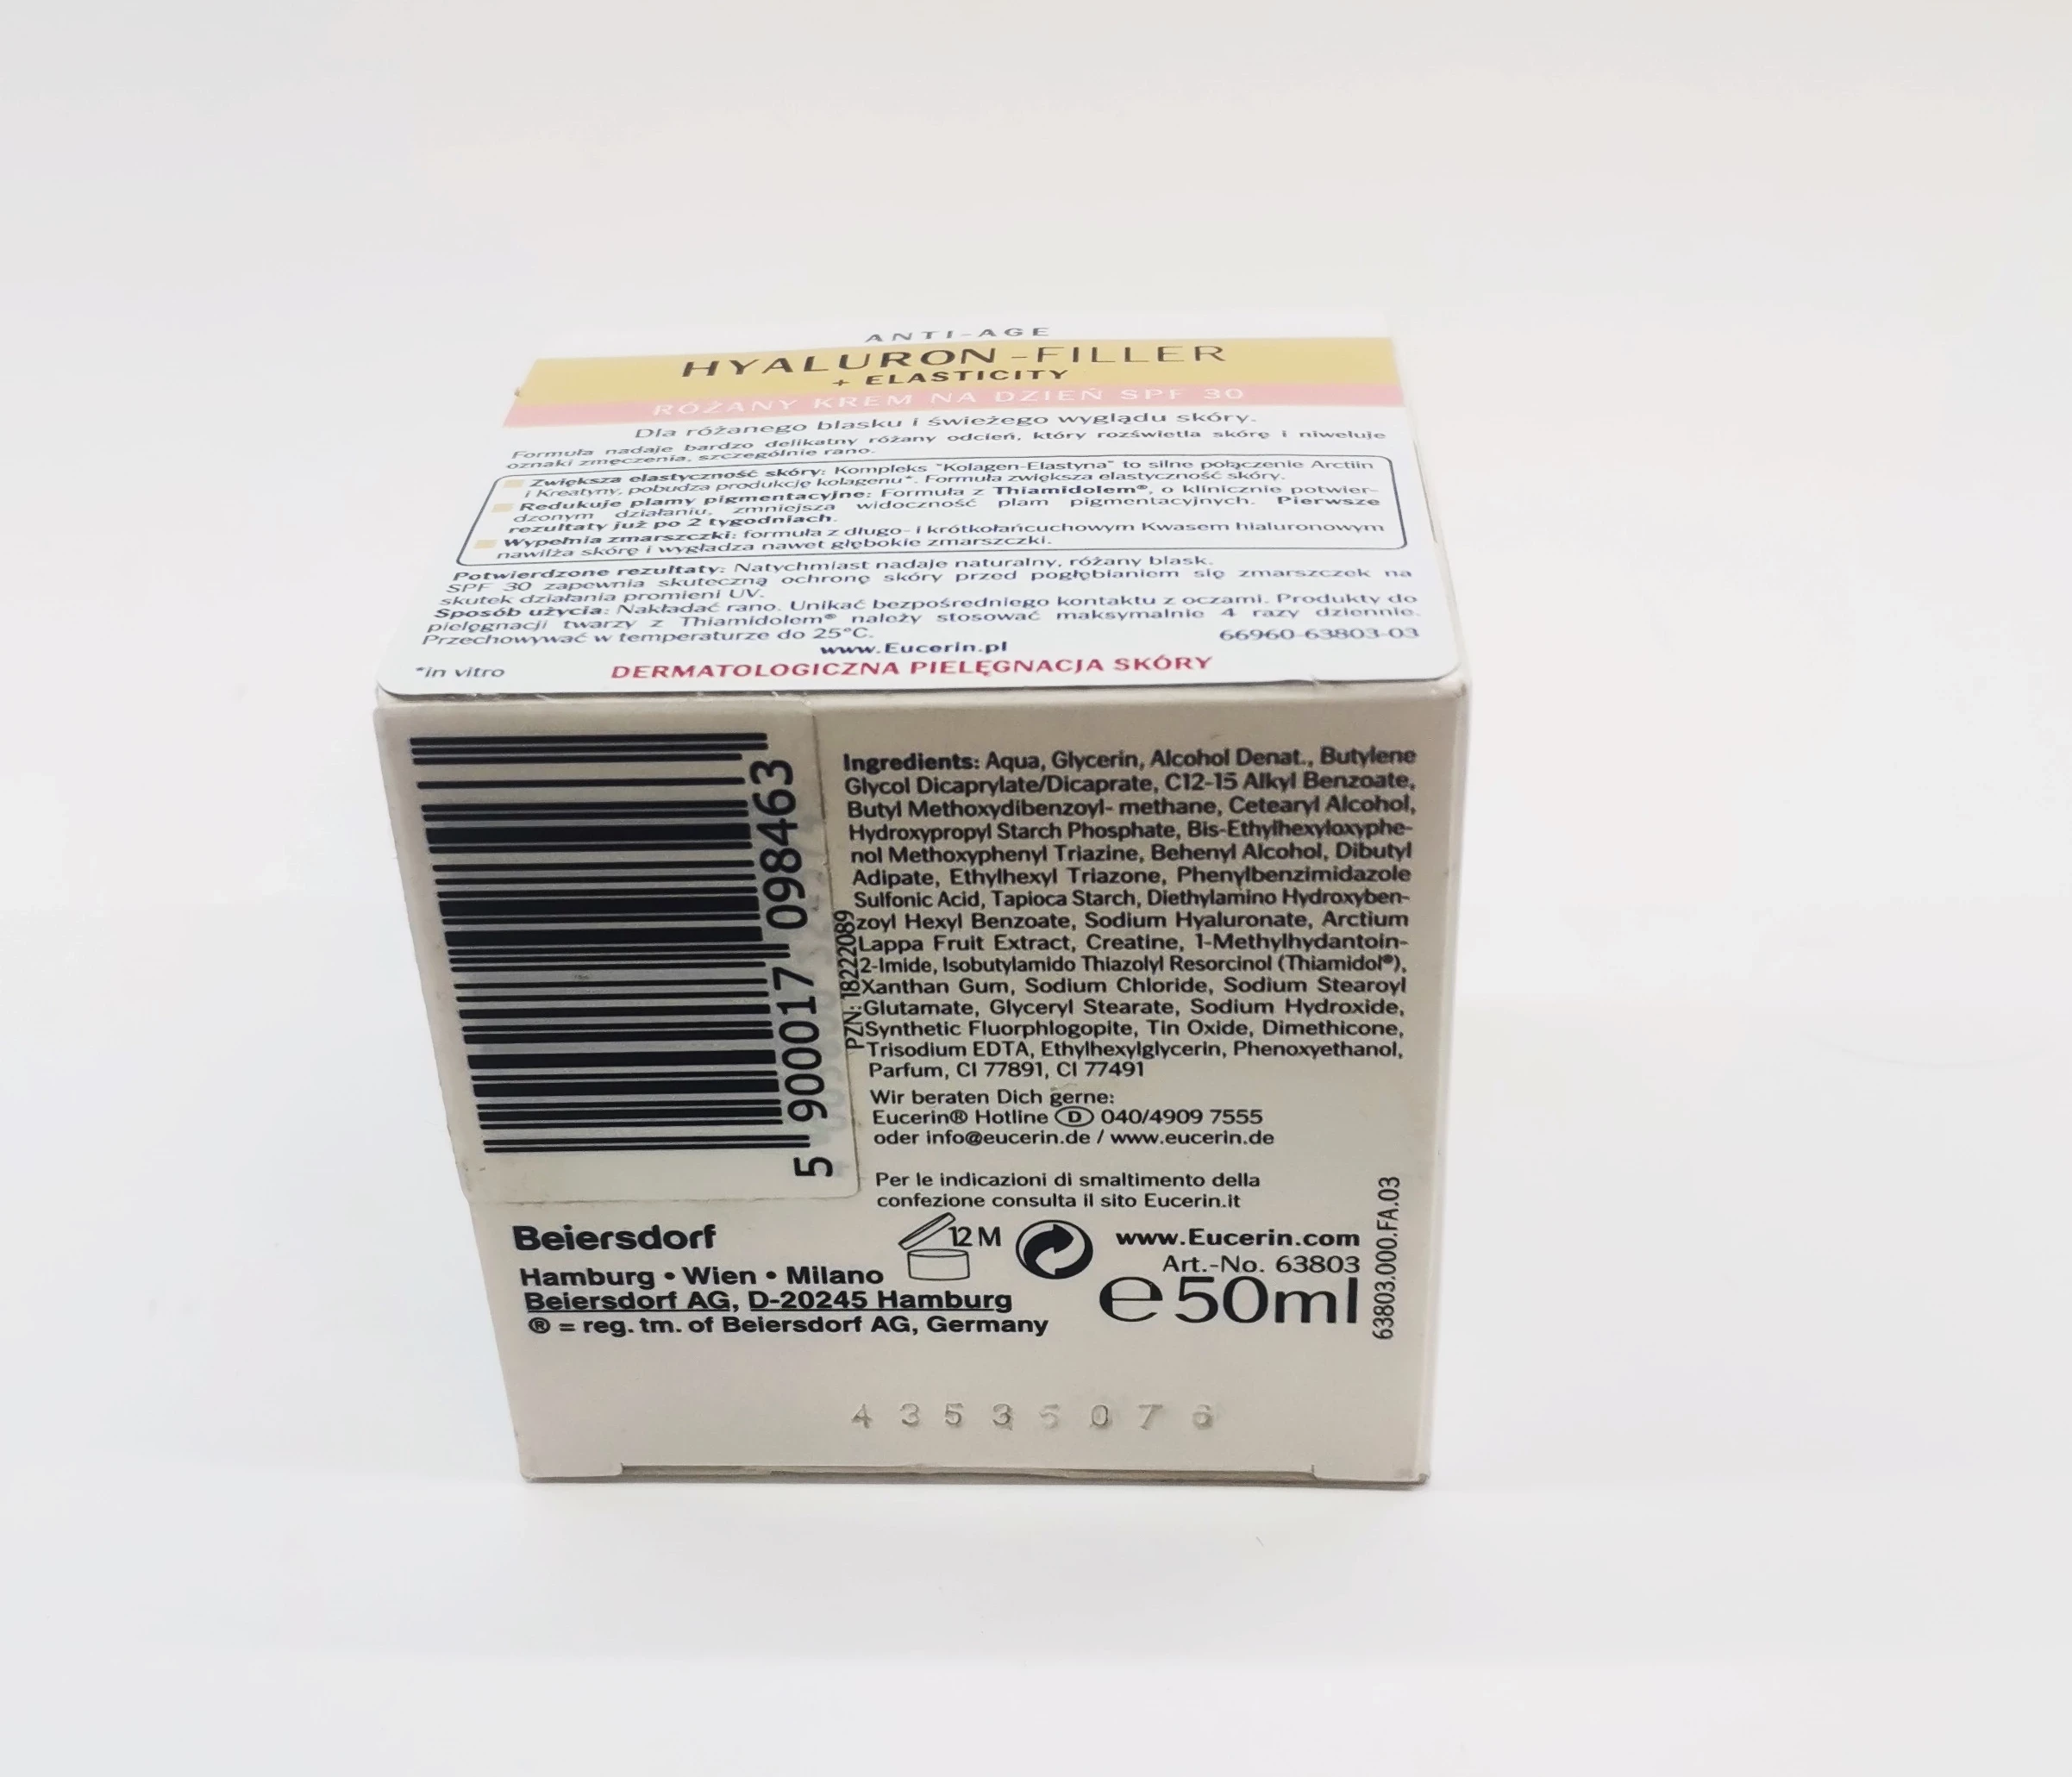 ANTI-AGE
HYALURON-FILLER
+ ELASTICITY
RÓŻANY KREM NA DZIEŃ SPF 30
Dla różanego blasku i świeżego wyglądu skóry.
Formuła nadaje bardzo delikatny różany odcień, który rozświetla skórę i niweluje
oznaki zmęczenia, szczególnie rano.
Zwiększa elastyczność skóry: Kompleks "Kolagen-Elastyna" to silne połączenie Arctiin
i Kreatyny, pobudza produkcję kolagenu*. Formuła zwiększa elastyczność skóry.
Redukuje plamy pigmentacyjne: Formuła z Thiamidolem®, o klinicznie potwier-
dzonym działaniu, zmniejsza widoczność plam pigmentacyjnych. Pierwsze
rezultaty już po 2 tygodniach.
Wypełnia zmarszczki: formuła z długo- i krótkołańcuchowym Kwasem hialuronowym
nawilża skórę i wygładza nawet głębokie zmarszczki.
Potwierdzone rezultaty: Natychmiast nadaje naturalny, różany blask.
SPF 30 zapewnia skuteczną ochronę skóry przed pogłębianiem się zmarszczek na
skutek działania promieni UV.
Sposób użycia: Nakładać rano. Unikać bezpośredniego kontaktu z oczami. Produkty do
pielęgnacji twarzy z Thiamidolem® należy stosować maksymalnie 4 razy dziennie.
Przechowywać w temperaturze do 25°C.
66960-63803-03
www.Eucerin.pl
*in vitro
DERMATOLOGICZNA PIELĘGNACJA SKÓRY
5 900017 098463
PZN: 18222089
Ingredients: Aqua, Glycerin, Alcohol Denat., Butylene
Glycol Dicaprylate/Dicaprate, C12-15 Alkyl Benzoate,
Butyl Methoxydibenzoyl- methane, Cetearyl Alcohol,
Hydroxypropyl Starch Phosphate, Bis-Ethylhexyloxyphe-
nol Methoxyphenyl Triazine, Behenyl Alcohol, Dibutyl
Adipate, Ethylhexyl Triazone, Phenylbenzimidazole
Sulfonic Acid, Tapioca Starch, Diethylamino Hydroxyben-
zoyl Hexyl Benzoate, Sodium Hyaluronate, Arctium
Lappa Fruit Extract, Creatine, 1-Methylhydantoin-
2-Imide, Isobutylamido Thiazolyl Resorcinol (Thiamidol®),
Xanthan Gum, Sodium Chloride, Sodium Stearoyl
Glutamate, Glyceryl Stearate, Sodium Hydroxide,
Synthetic Fluorphlogopite, Tin Oxide, Dimethicone,
Trisodium EDTA, Ethylhexylglycerin, Phenoxyethanol,
Parfum, CI 77891, CI 77491
Wir beraten Dich gerne:
Eucerin® Hotline D 040/4909 7555
oder info@eucerin.de / www.eucerin.de
Per le indicazioni di smaltimento della
confezione consulta il sito Eucerin.it
Beiersdorf
Hamburg • Wien • Milano
Beiersdorf AG, D-20245 Hamburg
® = reg. tm. of Beiersdorf AG, Germany
12 M
www.Eucerin.com
Art.-No. 63803
e 50ml
63803.000.FA.03
4 3 5 3 5 0 7 6